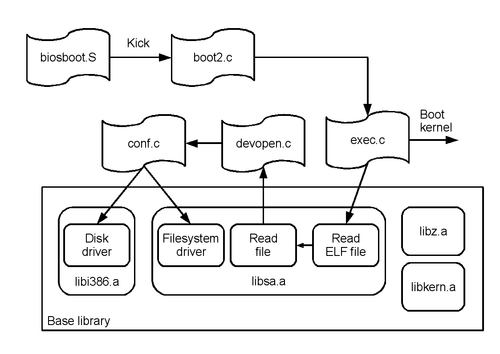 biosboot.S
Kick
boot2.c
conf.c
devopen.c
exec.c
Boot
kernel
Disk
driver
libi386.a
Filesystem
driver
Read
file
Read
ELF file
libsa.a
libz.a
libkern.a
Base library